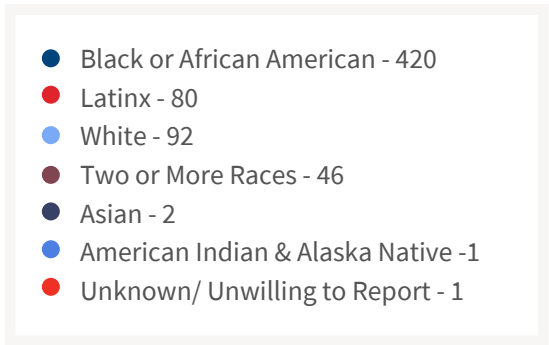 Black or African American - 420
Latinx - 80
White - 92
Two or More Races - 46
Asian - 2
American Indian & Alaska Native -1
Unknown/ Unwilling to Report - 1